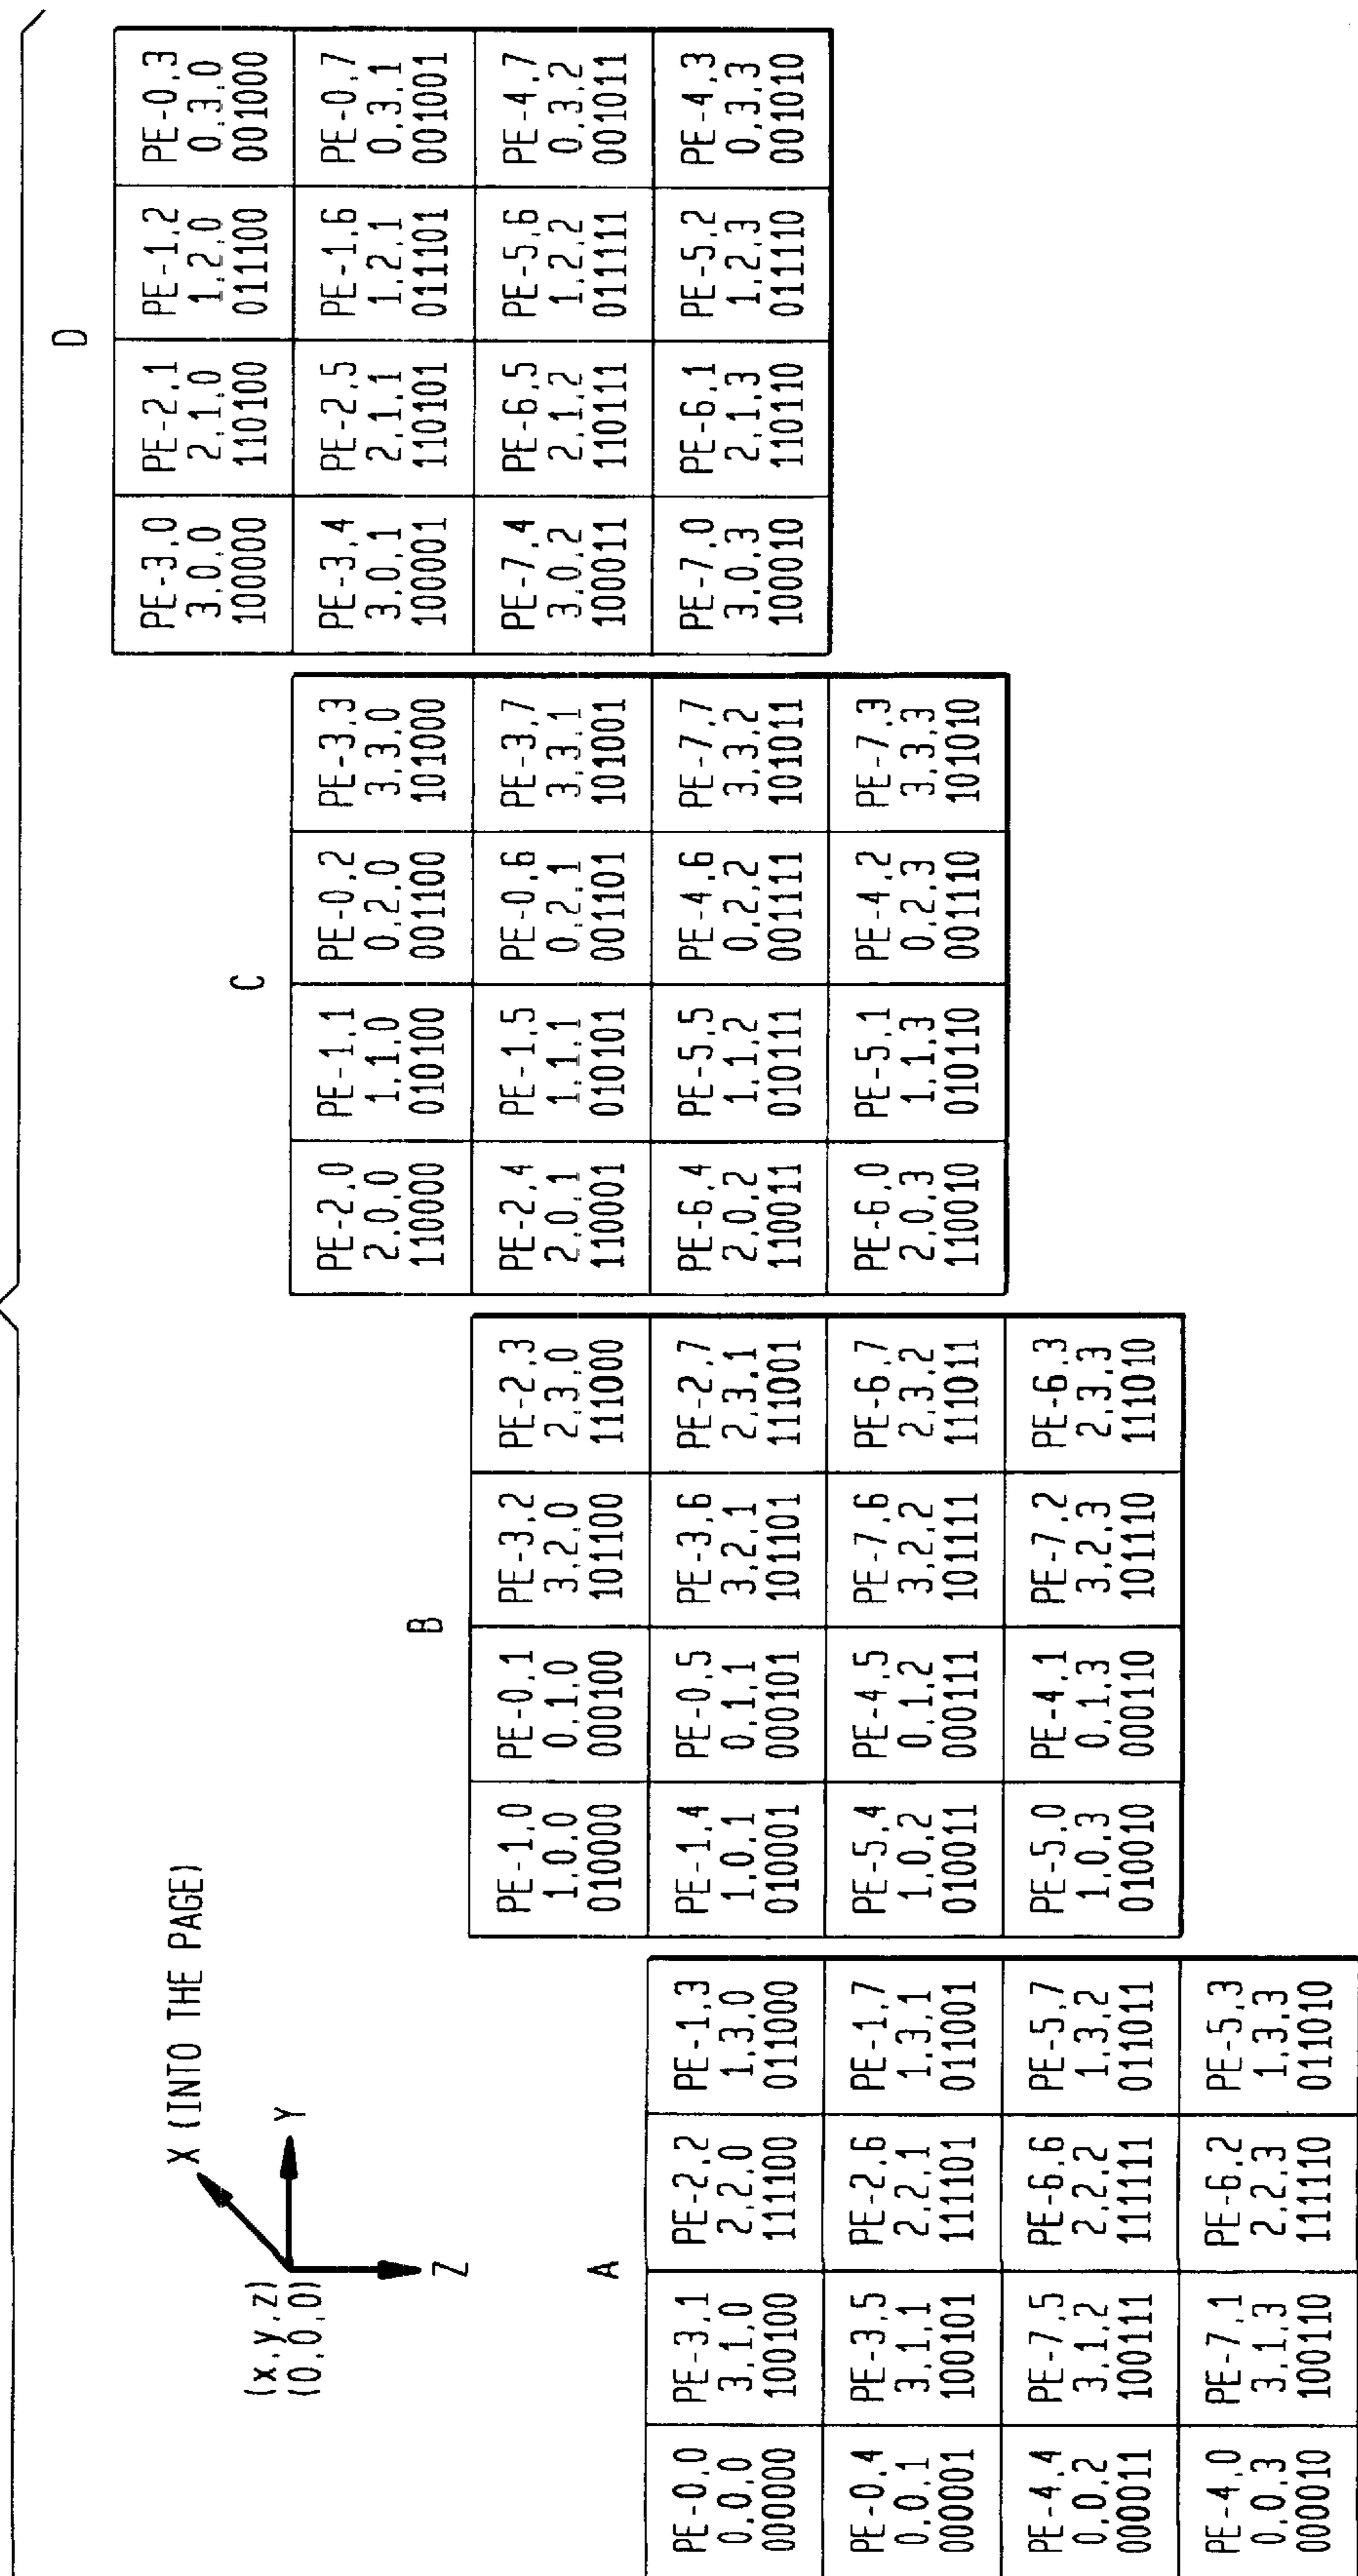 (x,y,z)
(0,0,0)
X (INTO THE PAGE)
Y
Z
A
PE-0,0 PE-3,1 PE-2,2 PE-1,3
0,0,0 3,1,0 2,2,0 1,3,0
000000 100100 111100 011000
PE-0,4 PE-3,5 PE-2,6 PE-1,7
0,0,1 3,1,1 2,2,1 1,3,1
000001 100101 111101 011001
PE-4,4 PE-7,5 PE-6,6 PE-5,7
0,0,2 3,1,2 2,2,2 1,3,2
000011 100111 111111 011011
PE-4,0 PE-7,1 PE-6,2 PE-5,3
0,0,3 3,1,3 2,2,3 1,3,3
000010 100110 111110 011010
B
PE-1,0 PE-0,1 PE-3,2 PE-2,3
1,0,0 0,1,0 3,2,0 2,3,0
010000 000100 101100 111000
PE-1,4 PE-0,5 PE-3,6 PE-2,7
1,0,1 0,1,1 3,2,1 2,3,1
010001 000101 101101 111001
PE-5,4 PE-4,5 PE-7,6 PE-6,7
1,0,2 0,1,2 3,2,2 2,3,2
010011 000111 101111 111011
PE-5,0 PE-4,1 PE-7,2 PE-6,3
1,0,3 0,1,3 3,2,3 2,3,3
010010 000110 101110 111010
C
PE-2,0 PE-1,1 PE-0,2 PE-3,3
2,0,0 1,1,0 0,2,0 3,3,0
110000 010100 001100 101000
PE-2,4 PE-1,5 PE-0,6 PE-3,7
2,0,1 1,1,1 0,2,1 3,3,1
110001 010101 001101 101001
PE-6,4 PE-5,5 PE-4,6 PE-7,7
2,0,2 1,1,2 0,2,2 3,3,2
110011 010111 001111 101011
PE-6,0 PE-5,1 PE-4,2 PE-7,3
2,0,3 1,1,3 0,2,3 3,3,3
110010 010110 001110 101010
D
PE-3,0 PE-2,1 PE-1,2 PE-0,3
3,0,0 2,1,0 1,2,0 0,3,0
100000 110100 011100 001000
PE-3,4 PE-2,5 PE-1,6 PE-0,7
3,0,1 2,1,1 1,2,1 0,3,1
100001 110101 011101 001001
PE-7,4 PE-6,5 PE-5,6 PE-4,7
3,0,2 2,1,2 1,2,2 0,3,2
100011 110111 011111 001011
PE-7,0 PE-6,1 PE-5,2 PE-4,3
3,0,3 2,1,3 1,2,3 0,3,3
100010 110110 011110 001010